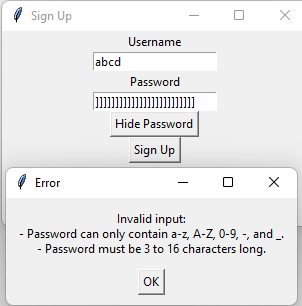 Sign Up
Username
abcd
Password
]]]]]]]]]]]]]]]]]]]]]]]]]
Hide Password
Sign Up
Error
Invalid input:
- Password can only contain a-z, A-Z, 0-9, -, and _.
- Password must be 3 to 16 characters long.
OK